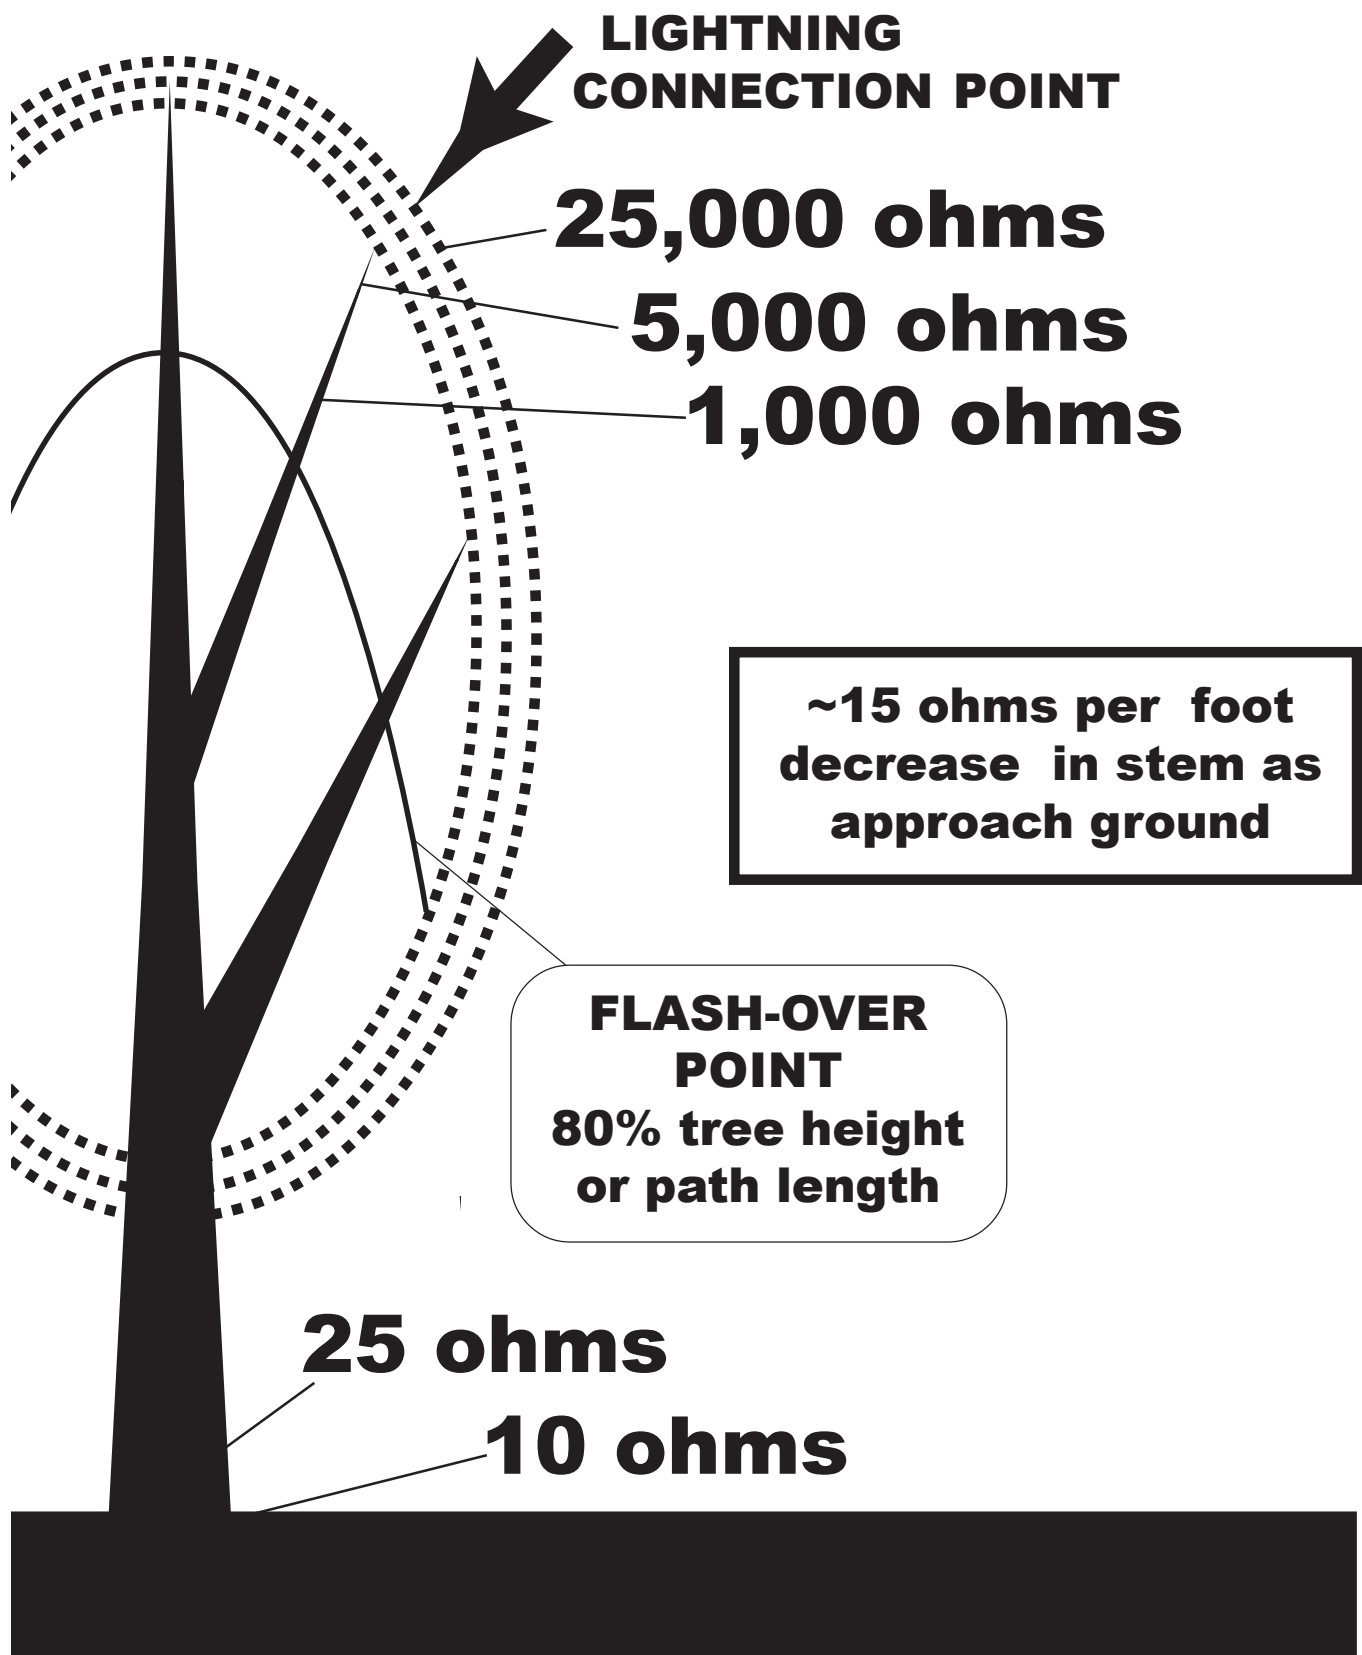 LIGHTNING
CONNECTION POINT
25,000 ohms
5,000 ohms
1,000 ohms
~15 ohms per foot
decrease in stem as
approach ground
FLASH-OVER
POINT
80% tree height
or path length
25 ohms
10 ohms